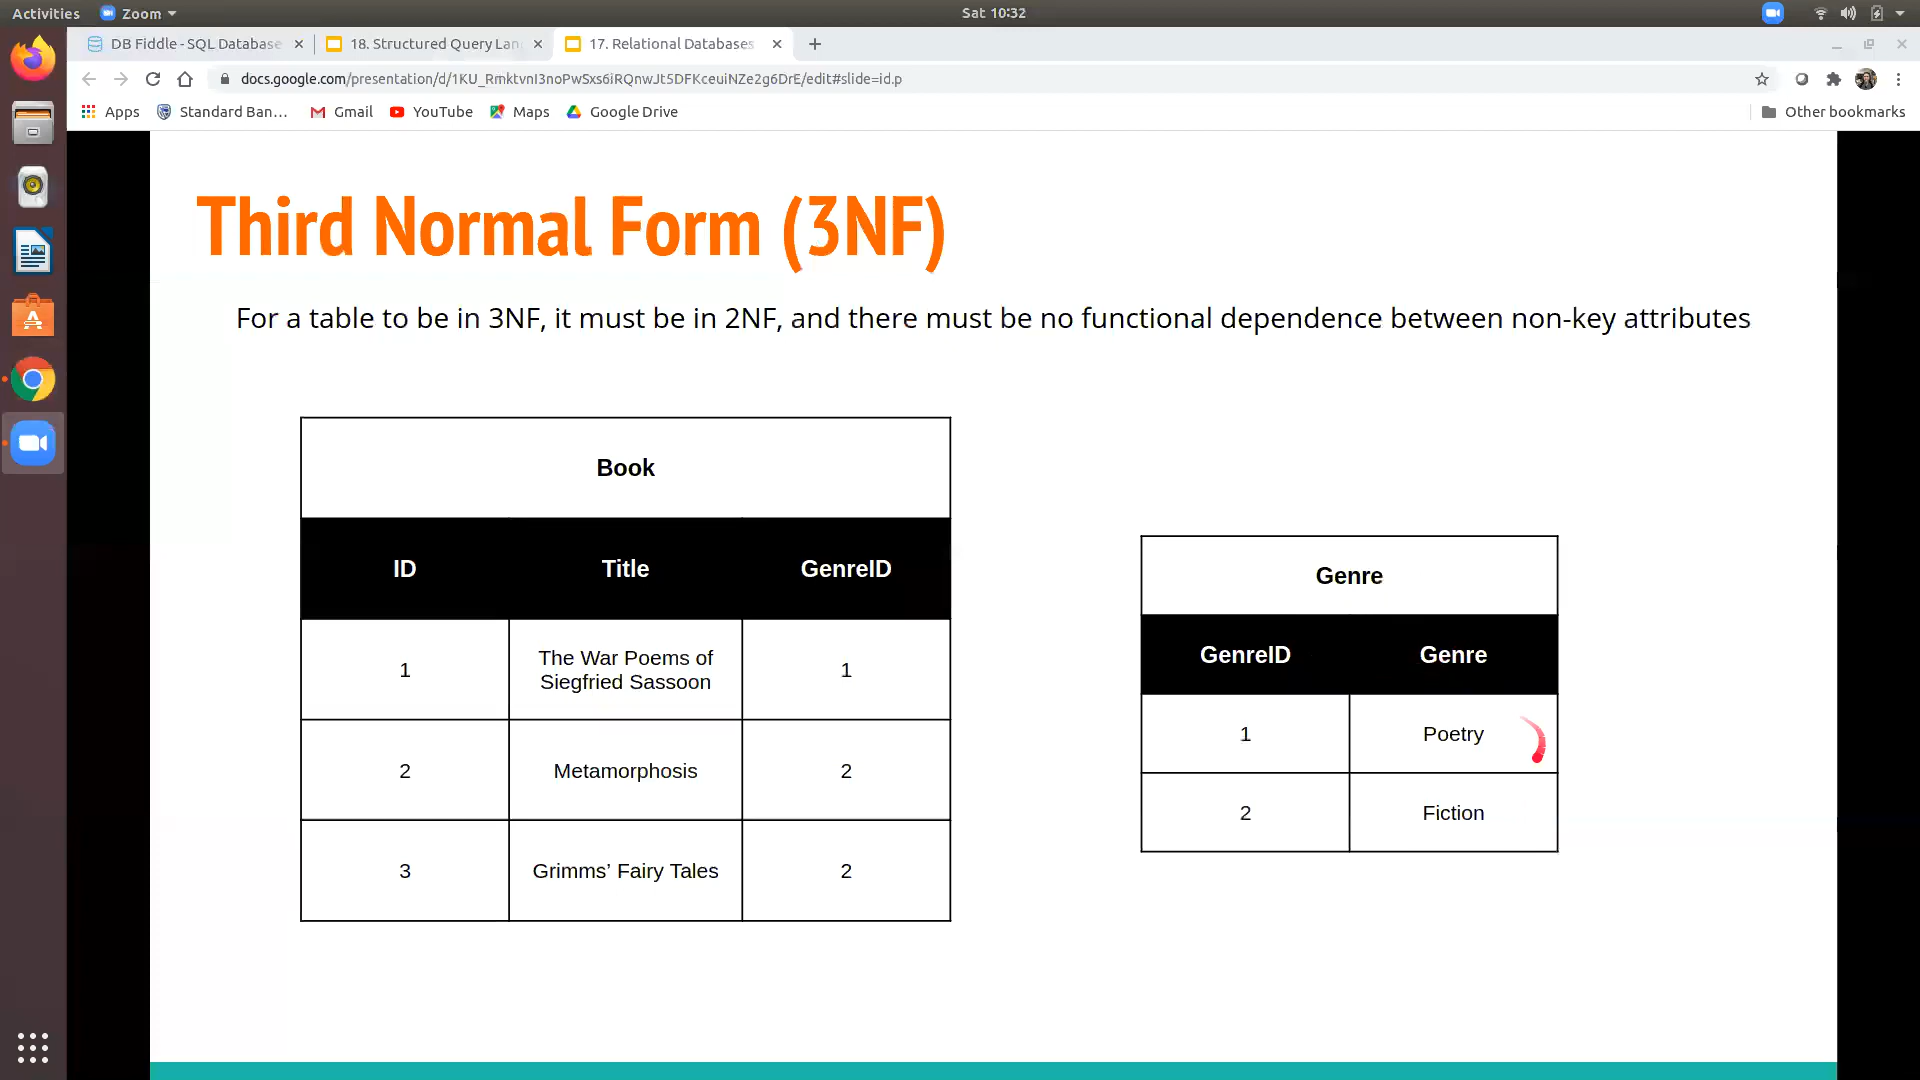 Activities Zoom Sat 10:32
DB Fiddle - SQL Database 18. Structured Query Lan 17. Relational Databases
docs.google.com/presentation/d/1KU_RmktvnI3noPwSxs6iRQnwJt5DFKceuiNZe2g6DrE/edit#slide=id.p
Apps Standard Ban... Gmail YouTube Maps Google Drive Other bookmarks
Third Normal Form (3NF)
For a table to be in 3NF, it must be in 2NF, and there must be no functional dependence between non-key attributes
Book
ID Title GenreID
1 The War Poems of Siegfried Sassoon 1
2 Metamorphosis 2
3 Grimms’ Fairy Tales 2
Genre
GenreID Genre
1 Poetry
2 Fiction